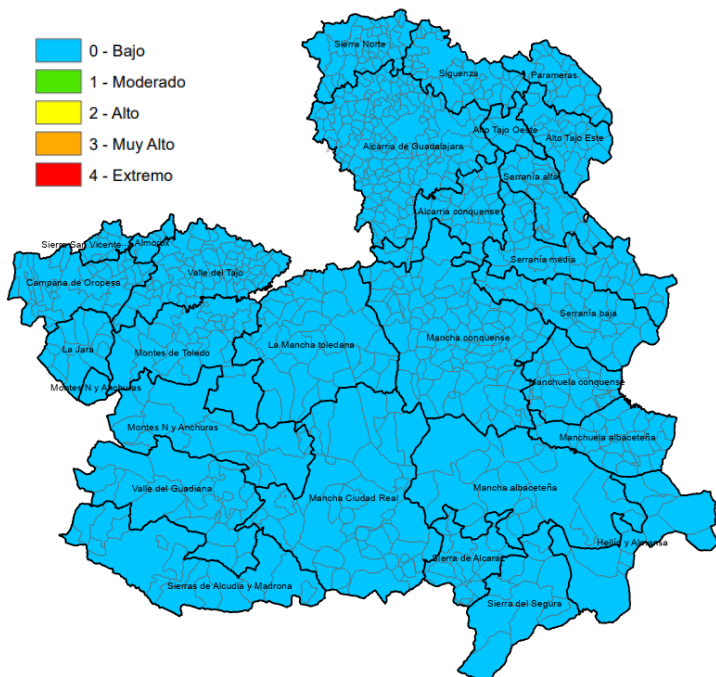 0 - Bajo
1 - Moderado
2 - Alto
3 - Muy Alto
4 - Extremo
Sierra Norte
Sigüenza
Parameras
Alto Tajo Oeste
Alto Tajo Este
Alcarria de Guadalajara
Serranía alta
Alcarria conquense
Sierra San Vicente
Almorox
Serranía media
Valle del Tajo
Campana de Oropesa
Serranía baja
La Mancha toledana
Mancha conquense
La Jara
Montes de Toledo
Montes N y Anchuras
Manchuela conquense
Montes N y Anchuras
Manchuela albaceteña
Valle del Guadiana
Mancha albaceteña
Mancha Ciudad Real
Hellín y Almansa
Sierra de Alcaraz
Sierras de Alcudia y Madrona
Sierra del Segura